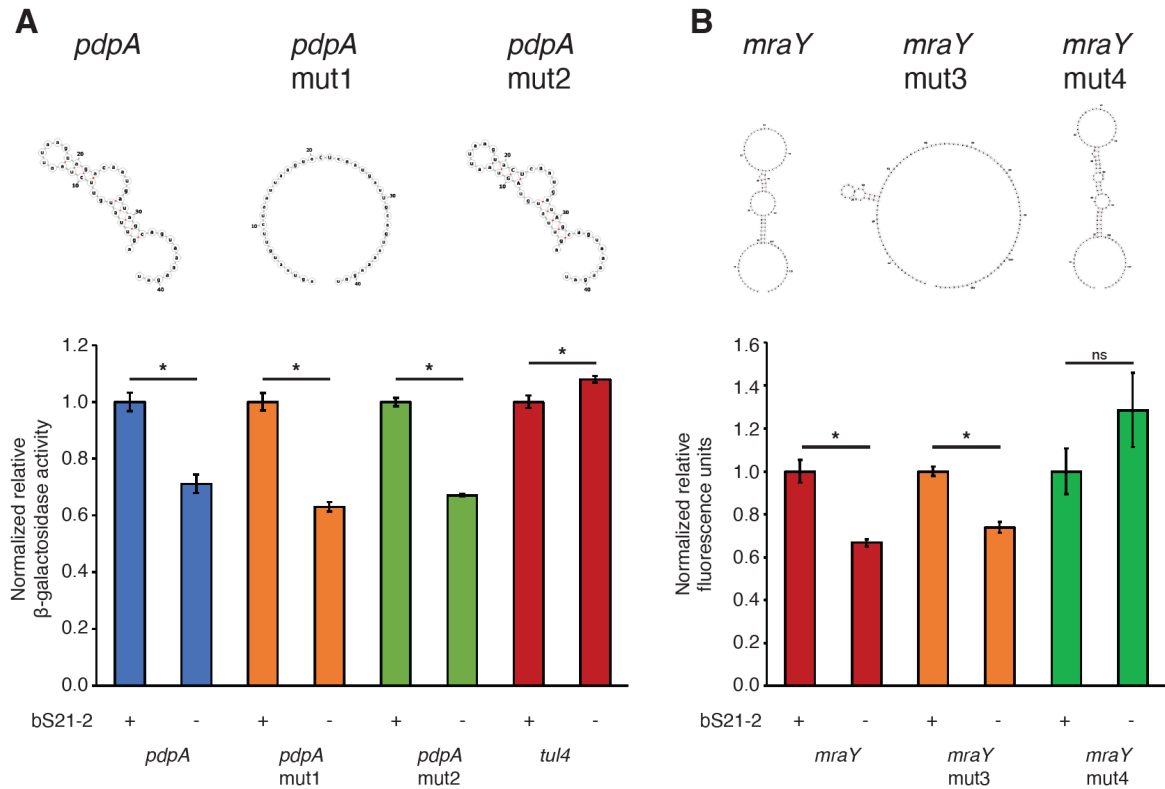 A
pdpA
pdpA
mut1
pdpA
mut2
B
mraY
mraY
mut3
mraY
mut4
Normalized relative
β-galactosidase activity
1.2
1.0
0.8
0.6
0.4
0.2
0.0
*
*
*
*
bS21-2
+
-
+
-
+
-
+
-
pdpA
pdpA
mut1
pdpA
mut2
tul4
Normalized relative
fluorescence units
1.6
1.4
1.2
1.0
0.8
0.6
0.4
0.2
0.0
*
*
ns
bS21-2
+
-
+
-
+
-
mraY
mraY
mut3
mraY
mut4